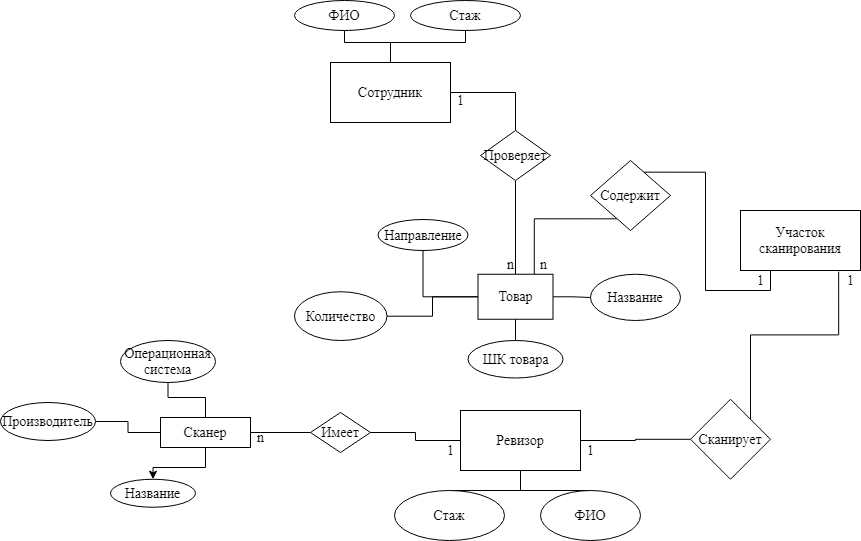 ФИО
Стаж
Сотрудник
1
Проверяет
Содержит
Направление
Участок
сканирования
n
n
1
1
Товар
Название
Количество
ШК товара
Операционная
система
Производитель
Сканер
n
Имеет
1
Ревизор
1
Сканирует
Название
Стаж
ФИО